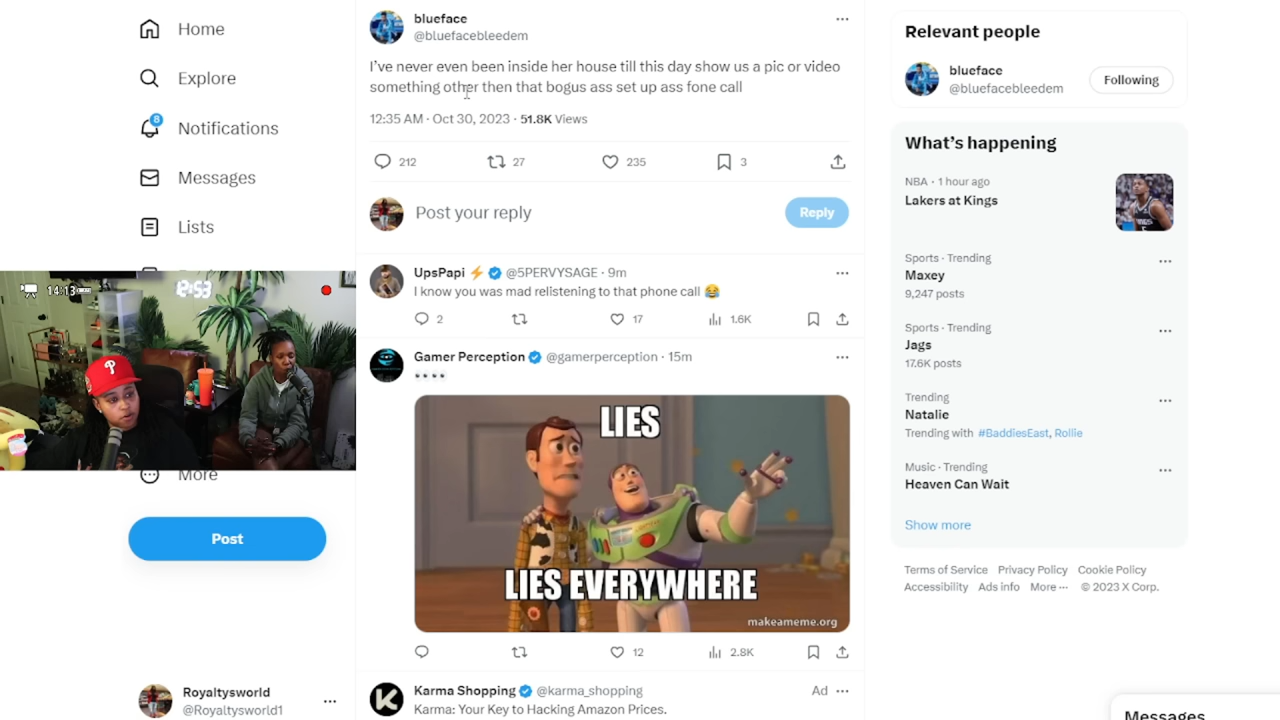 Home
Explore
8
Notifications
Messages
Lists
14:13
12:53
P
More
Post
Royaltysworld
@Royaltysworld1
blueface
@bluefacebleedem
I've never even been inside her house till this day show us a pic or video
something other then that bogus ass set up ass fone call
12:35 AM · Oct 30, 2023 · 51.8K Views
212 27 235 3
Post your reply
Reply
UpsPapi ⚡ @5PERVYSAGE · 9m
I know you was mad relistening to that phone call 😂
2 17 1.6K
Gamer Perception @gamerperception · 15m
👀👀
LIES
LIES EVERYWHERE
makeameme.org
12 2.8K
K
Karma Shopping @karma_shopping Ad
Karma: Your Key to Hacking Amazon Prices.
Relevant people
blueface
@bluefacebleedem
Following
What's happening
NBA · 1 hour ago
Lakers at Kings
Sports · Trending
Maxey
9,247 posts
Sports · Trending
Jags
17.6K posts
Trending
Natalie
Trending with #BaddiesEast, Rollie
Music · Trending
Heaven Can Wait
Show more
Terms of Service Privacy Policy Cookie Policy
Accessibility Ads info More ··· © 2023 X Corp.
Messages